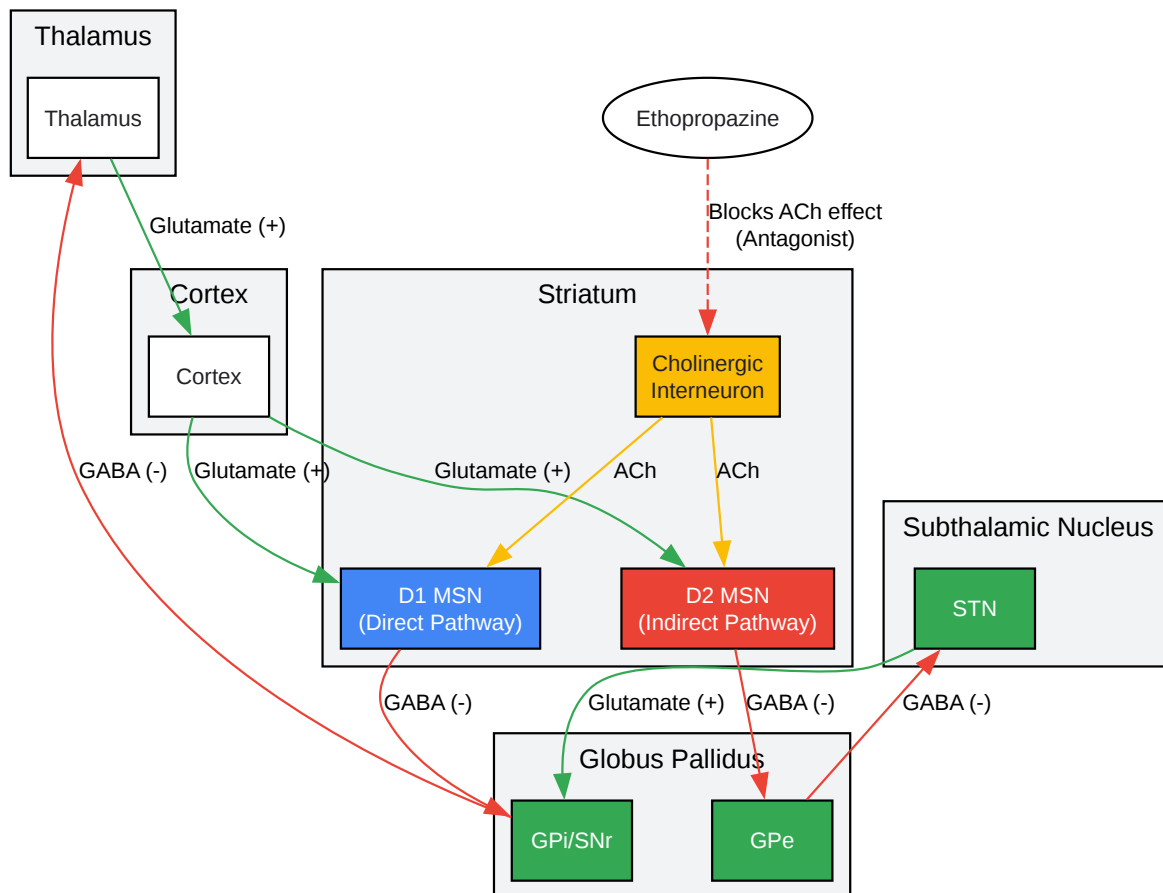 Thalamus
Thalamus
Ethopropazine
Blocks ACh effect
(Antagonist)
Glutamate (+)
Cortex
Cortex
Striatum
Cholinergic
Interneuron
GABA (-)
Glutamate (+)
Glutamate (+)
ACh
ACh
Subthalamic Nucleus
STN
D1 MSN
(Direct Pathway)
D2 MSN
(Indirect Pathway)
GABA (-)
Glutamate (+)
GABA (-)
GABA (-)
Globus Pallidus
GPi/SNr
GPe